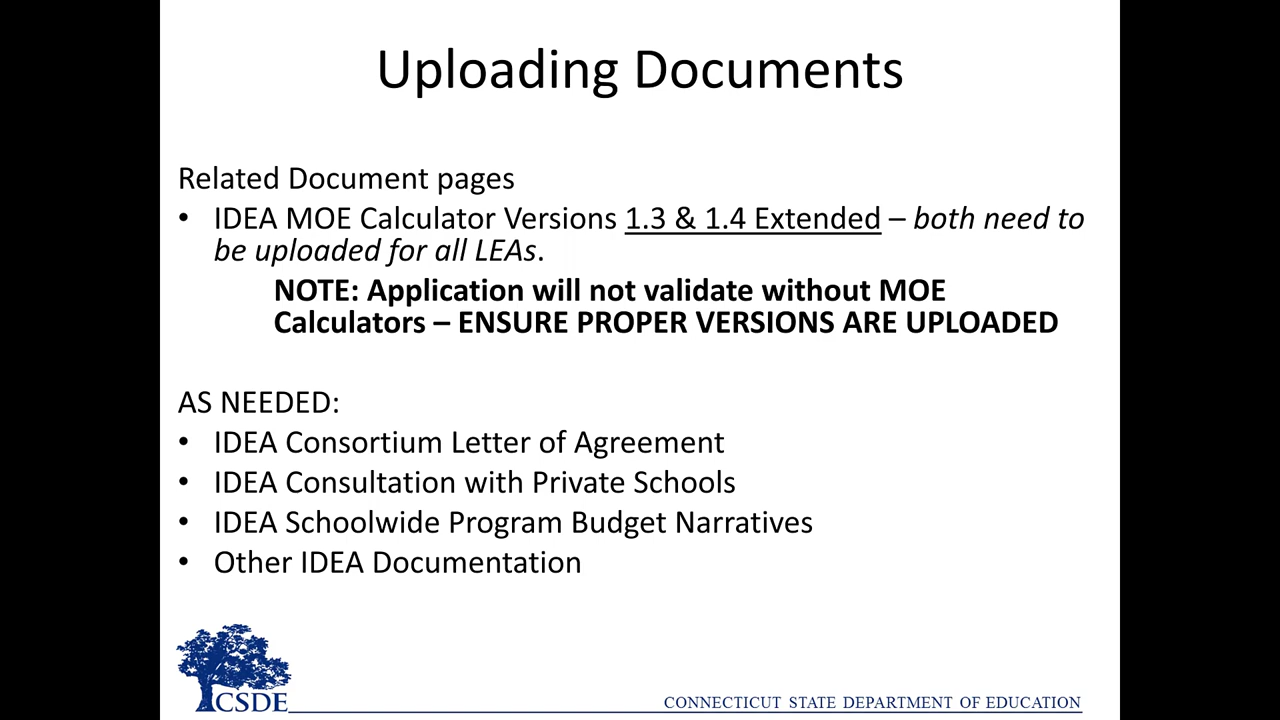 Uploading Documents
Related Document pages
• IDEA MOE Calculator Versions 1.3 & 1.4 Extended – both need to
be uploaded for all LEAs.
NOTE: Application will not validate without MOE
Calculators – ENSURE PROPER VERSIONS ARE UPLOADED
AS NEEDED:
• IDEA Consortium Letter of Agreement
• IDEA Consultation with Private Schools
• IDEA Schoolwide Program Budget Narratives
• Other IDEA Documentation
CSDE
CONNECTICUT STATE DEPARTMENT OF EDUCATION